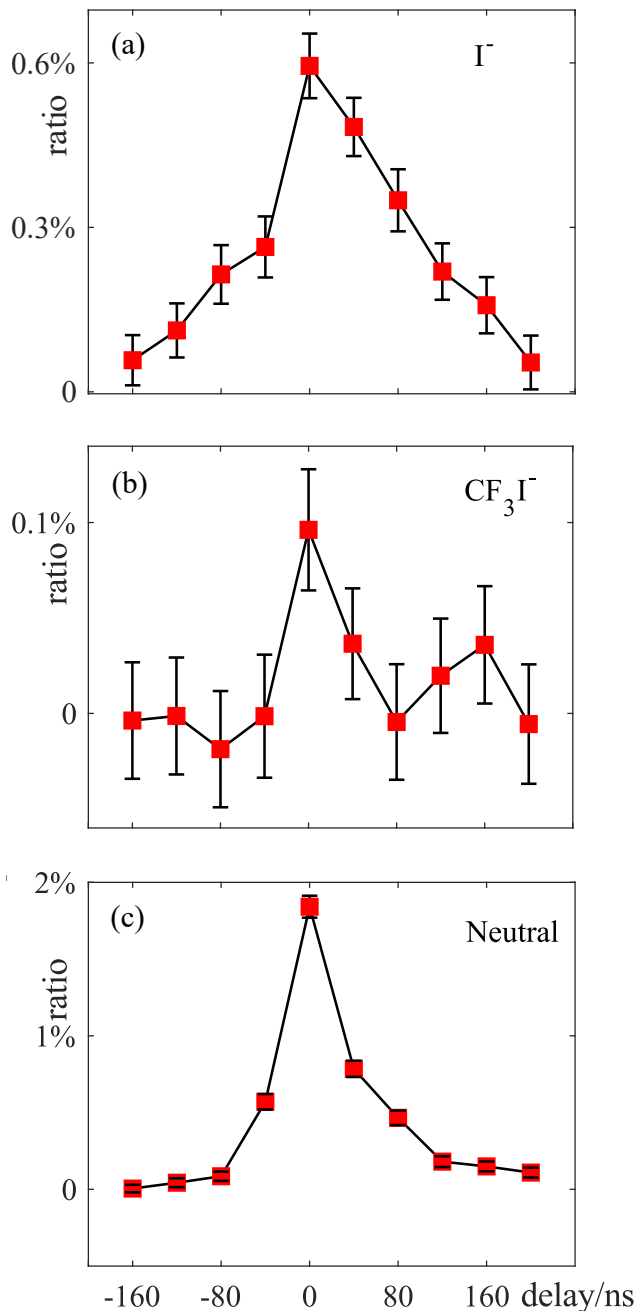 (a)
I⁻
0.6%
0.3%
0
ratio
(b)
CF₃I⁻
0.1%
0
ratio
(c)
Neutral
2%
1%
0
ratio
-160 -80 0 80 160 delay/ns